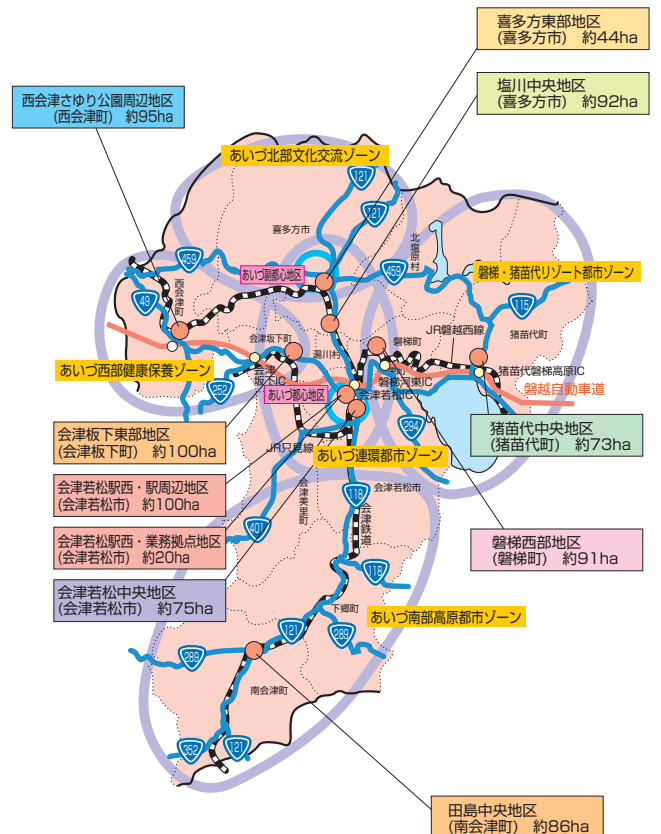 喜多方東部地区
(喜多方市) 約44ha
塩川中央地区
(喜多方市) 約92ha
西会津さゆり公園周辺地区
(西会津町) 約95ha
あいづ北部文化交流ゾーン
121
121
喜多方市
北塩原村
459
あいづ副都心地区
459
磐梯・猪苗代リゾート都市ゾーン
西会津町
49
115
JR磐越西線
猪苗代町
会津坂下町
湯川村
磐梯町
あいづ西部健康保養ゾーン
会津
坂下IC
252
磐梯河東IC
猪苗代磐梯高原IC
あいづ都心地区
会津若松IC
磐越自動車道
会津板下東部地区
(会津板下町) 約100ha
294
猪苗代中央地区
(猪苗代町) 約73ha
JR只見線
あいづ連環都市ゾーン
会津若松駅西・駅周辺地区
(会津若松市) 約100ha
会津美里町
118
会津若松市
401
会津鉄道
会津若松駅西・業務拠点地区
(会津若松市) 約20ha
磐梯西部地区
(磐梯町) 約91ha
会津若松中央地区
(会津若松市) 約75ha
118
下郷町
あいづ南部高原都市ゾーン
121
289
289
南会津町
352
121
田島中央地区
(南会津町) 約86ha